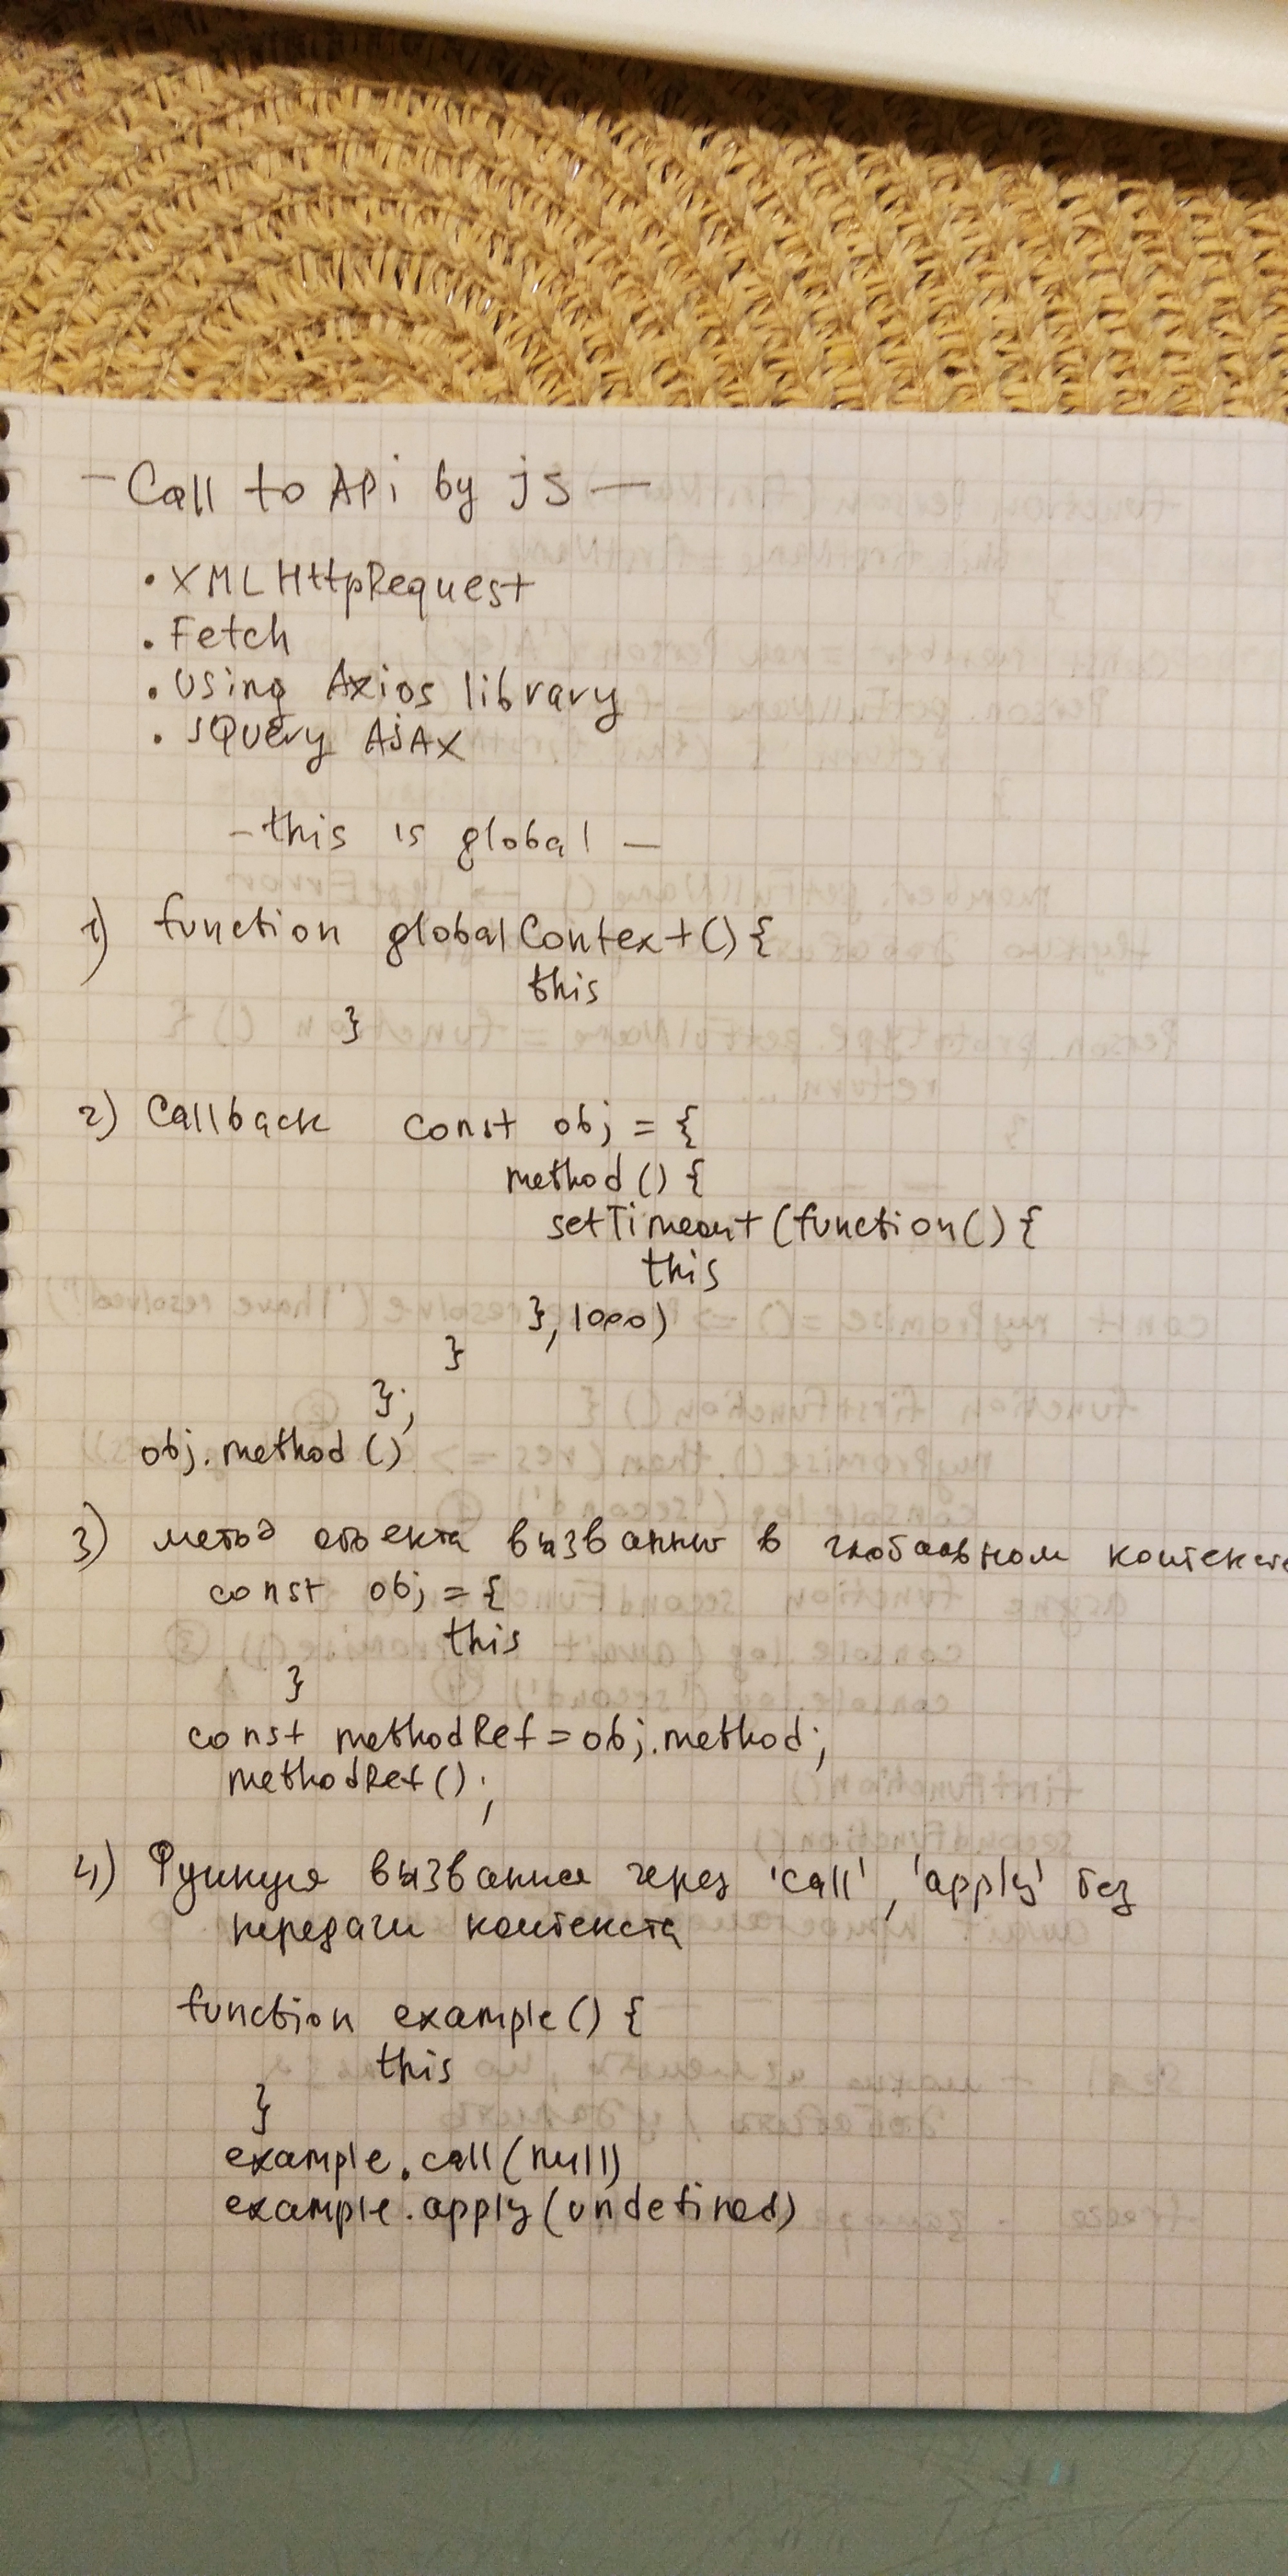 - Call to APi by js -
• XMLHttpRequest
• Fetch
• Using Axios library
• JQuery AJAX
- this is global -
1) function globalContext() {
this
}
2) Callback const obj = {
method () {
setTimeout (function() {
this
}, 1000)
}
};
obj.method ()
3) метод объекта вызванный в глобальном контексте
const obj = {
this
}
const methodRef = obj.method;
methodRef();
4) Функция вызванная через 'call', 'apply' без
передачи контекста
function example() {
this
}
example.call(null)
example.apply(undefined)